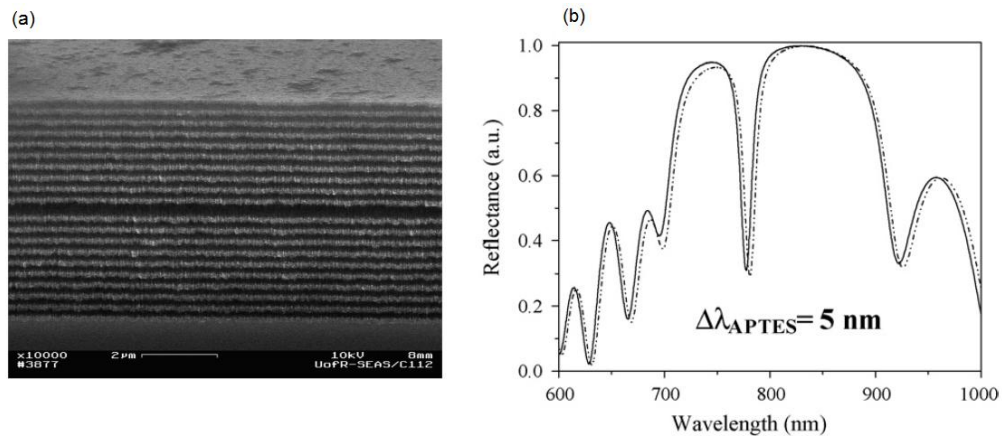 (a)
(b)
x10000 2μm 10kV 8mm
#3877 UofR-SEAS/C112
Reflectance (a.u.)
1.0
0.8
0.6
0.4
0.2
0.0
ΔλAPTES= 5 nm
600 700 800 900 1000
Wavelength (nm)